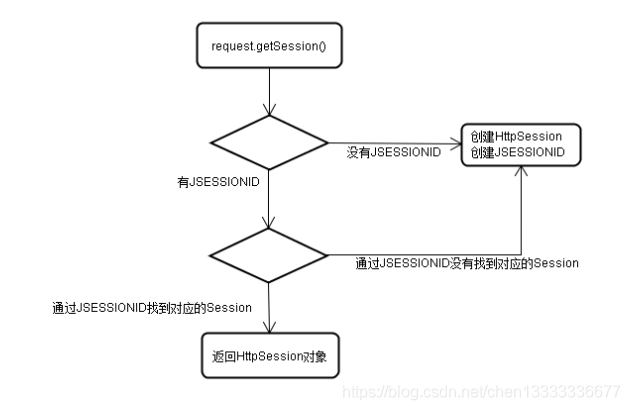 request.getSession()
没有JSESSIONID
创建HttpSession
创建JSESSIONID
有JSESSIONID
通过JSESSIONID没有找到对应的Session
通过JSESSIONID找到对应的Session
返回HttpSession对象
https://blog.csdn.net/chen13333336677